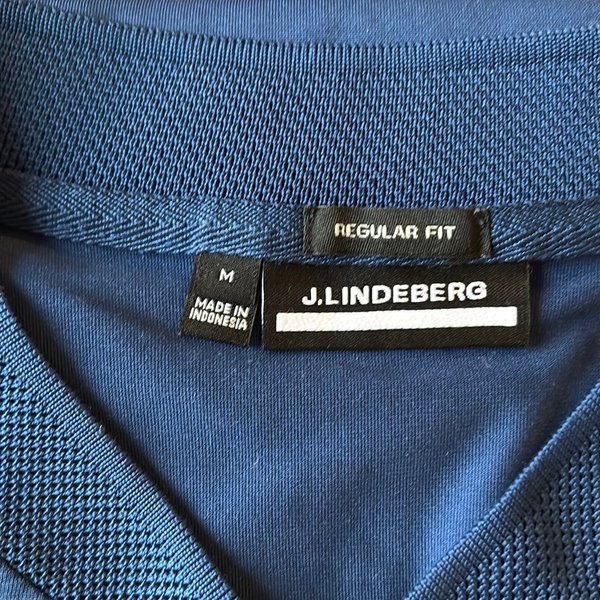 REGULAR FIT
M
MADE IN
INDONESIA
J.LINDEBERG